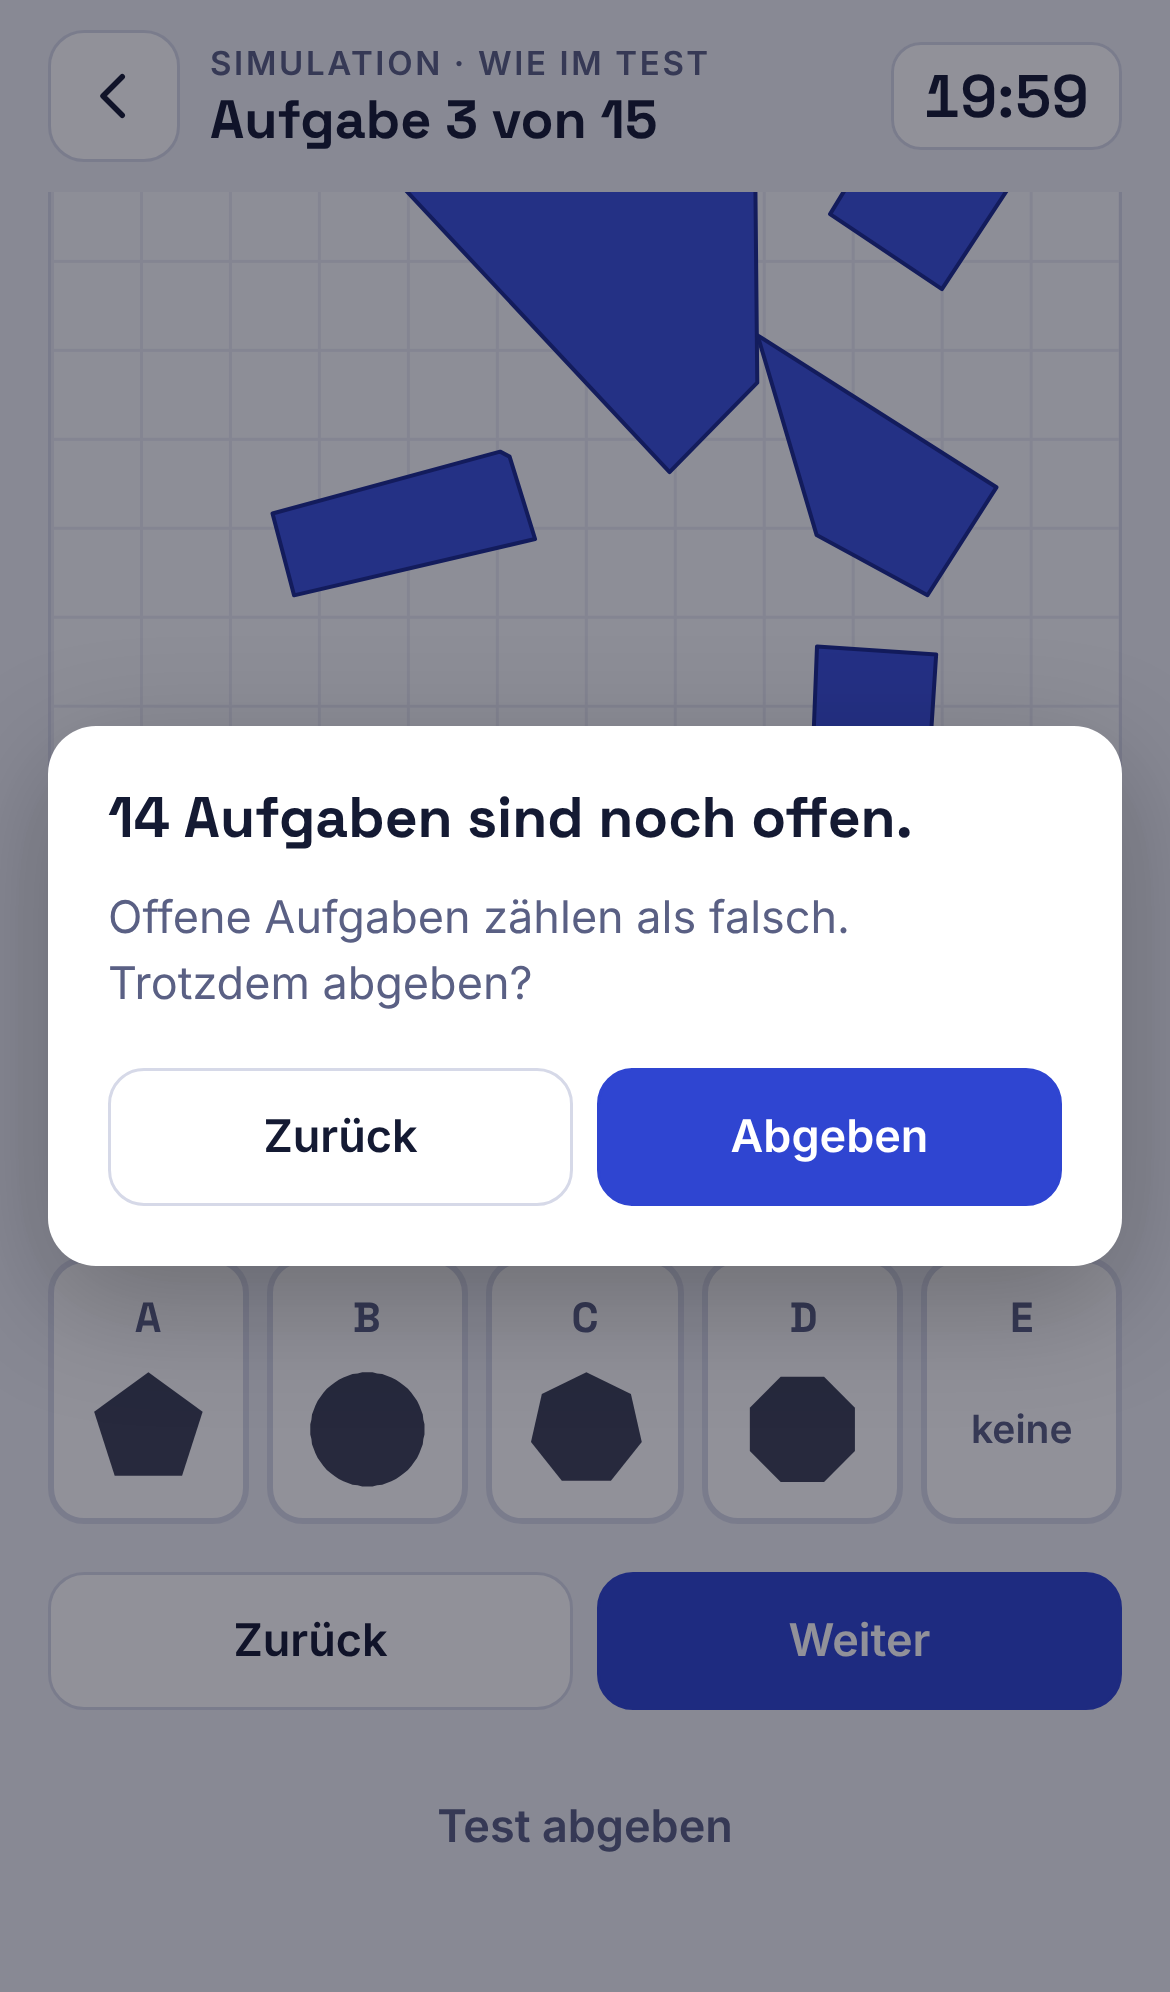 SIMULATION · WIE IM TEST
Aufgabe 3 von 15
19:59
14 Aufgaben sind noch offen.
Offene Aufgaben zählen als falsch.
Trotzdem abgeben?
Zurück
Abgeben
A
B
C
D
E
keine
Zurück
Weiter
Test abgeben